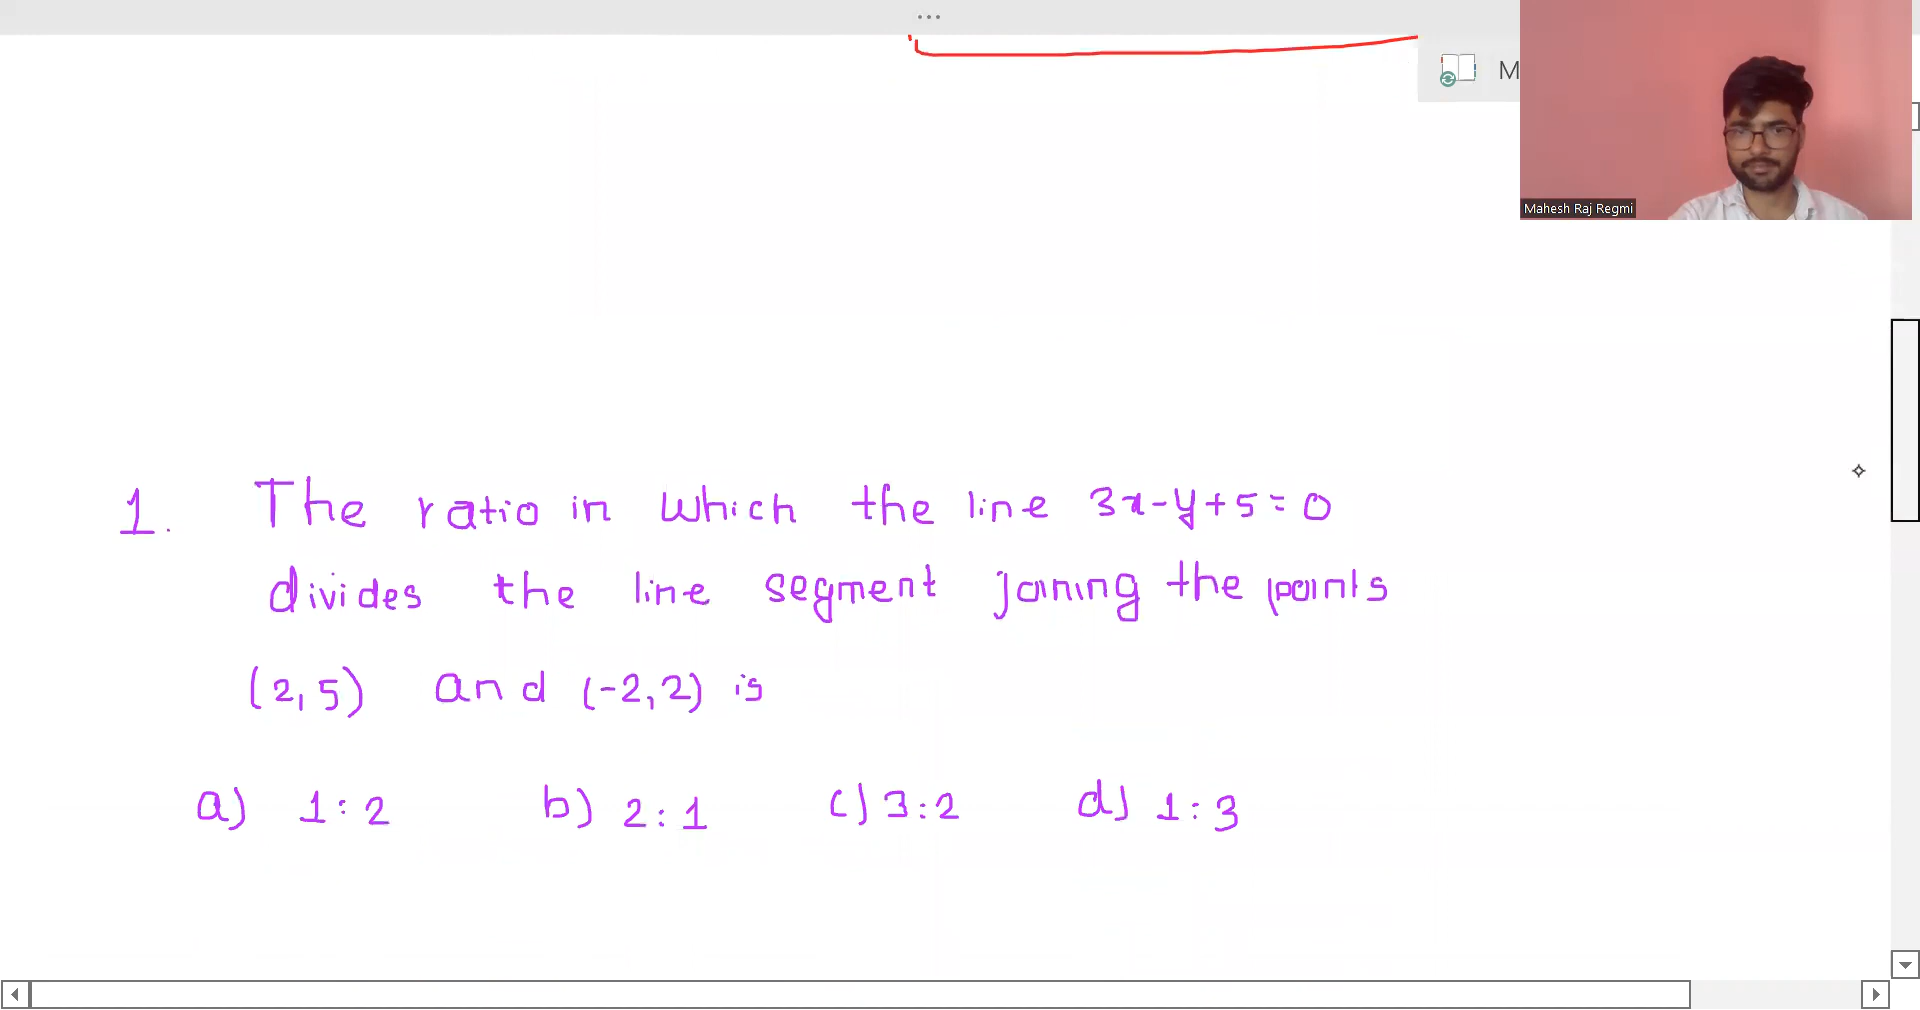 ...
M
Mahesh Raj Regmi
1. The ratio in which the line 3x-y+5=0
divides the line segment joining the points
(2,5) and (-2,2) is
a) 1:2 b) 2:1 c) 3:2 d) 1:3